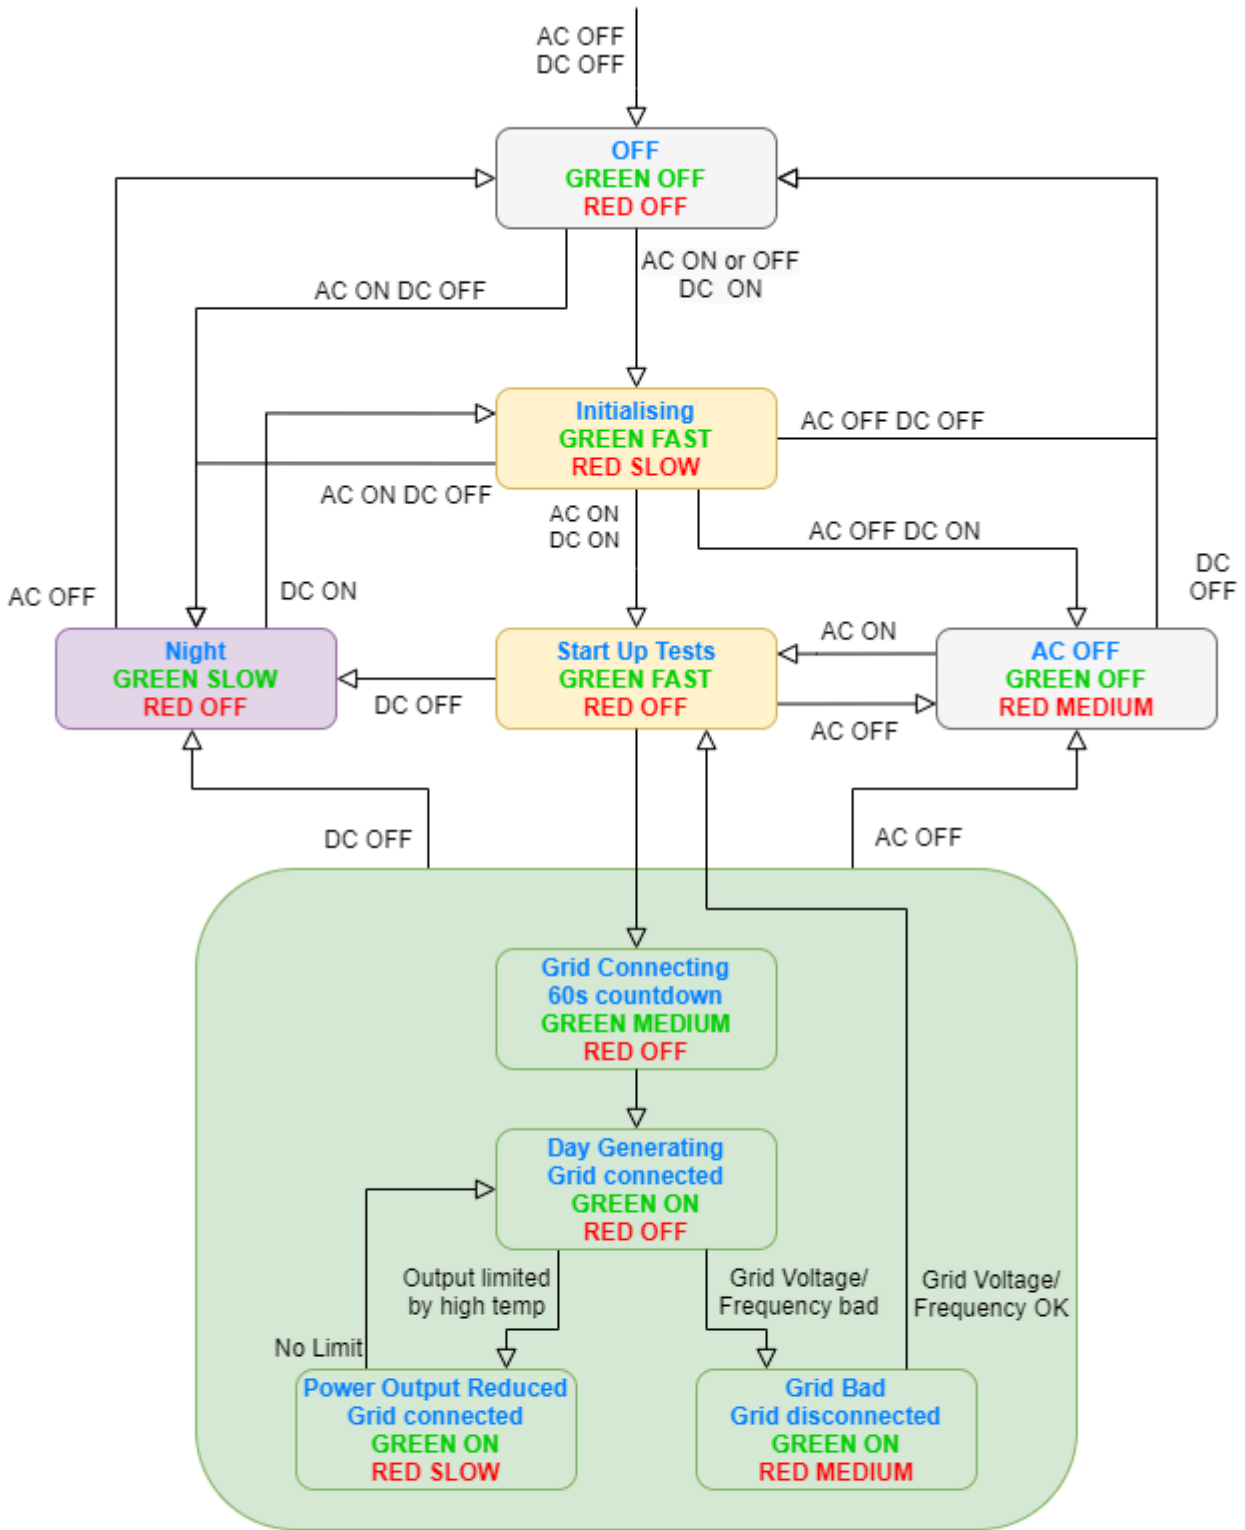 AC OFF
DC OFF
OFF
GREEN OFF
RED OFF
AC ON or OFF
DC ON
AC ON DC OFF
Initialising
GREEN FAST
RED SLOW
AC OFF DC OFF
AC ON DC OFF
AC ON
DC ON
AC OFF DC ON
AC OFF
DC ON
DC
OFF
Night
GREEN SLOW
RED OFF
DC OFF
Start Up Tests
GREEN FAST
RED OFF
AC ON
AC OFF
AC OFF
GREEN OFF
RED MEDIUM
DC OFF
AC OFF
Grid Connecting
60s countdown
GREEN MEDIUM
RED OFF
Day Generating
Grid connected
GREEN ON
RED OFF
Output limited
by high temp
Grid Voltage/
Frequency bad
Grid Voltage/
Frequency OK
No Limit
Power Output Reduced
Grid connected
GREEN ON
RED SLOW
Grid Bad
Grid disconnected
GREEN ON
RED MEDIUM